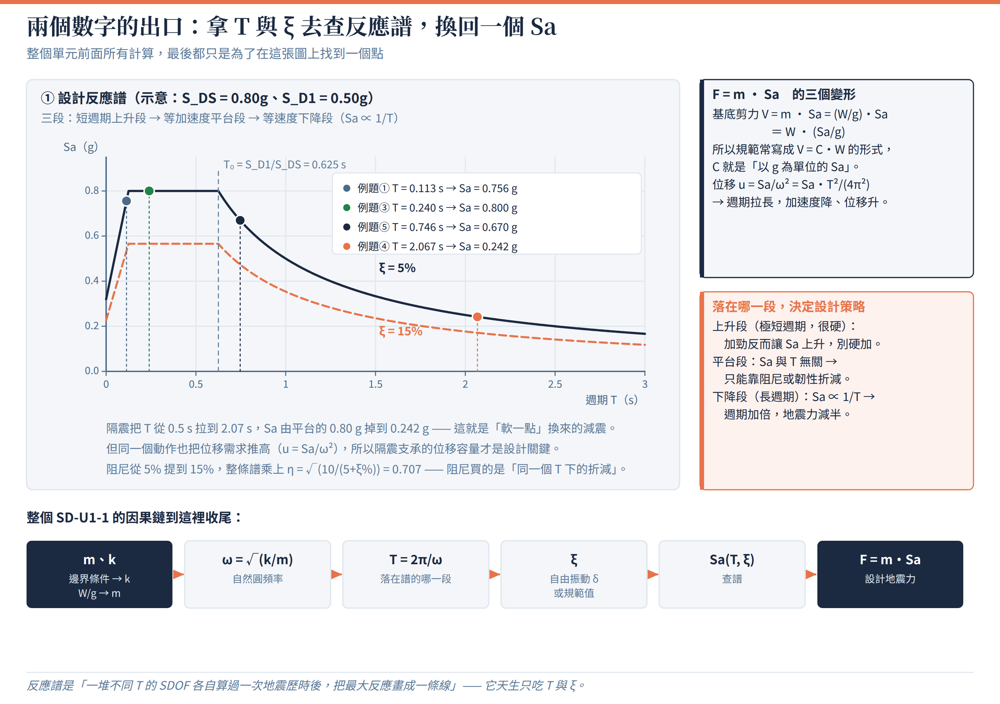 兩個數字的出口：拿 T 與 ξ 去查反應譜，換回一個 Sa
整個單元前面所有計算，最後都只是為了在這張圖上找到一個點
① 設計反應譜（示意：S_DS = 0.80g、S_D1 = 0.50g）
三段：短週期上升段 → 等加速度平台段 → 等速度下降段（Sa ∝ 1/T）
Sa（g）
T₀ = S_D1/S_DS = 0.625 s
例題① T = 0.113 s → Sa = 0.756 g
例題③ T = 0.240 s → Sa = 0.800 g
例題⑤ T = 0.746 s → Sa = 0.670 g
例題④ T = 2.067 s → Sa = 0.242 g
ξ = 5%
ξ = 15%
0.8
0.6
0.4
0.2
0.0
0
0.5
1
1.5
2
2.5
3
週期 T（s）
隔震把 T 從 0.5 s 拉到 2.07 s，Sa 由平台的 0.80 g 掉到 0.242 g —— 這就是「軟一點」換來的減震。
但同一個動作也把位移需求推高（u = Sa/ω²），所以隔震支承的位移容量才是設計關鍵。
阻尼從 5% 提到 15%，整條譜乘上 η = √(10/(5+ξ%)) = 0.707 —— 阻尼買的是「同一個 T 下的折減」。
F = m · Sa　的三個變形
基底剪力 V = m · Sa = (W/g)·Sa
＝ W · (Sa/g)
所以規範常寫成 V = C·W 的形式，
C 就是「以 g 為單位的 Sa」。
位移 u = Sa/ω² = Sa·T²/(4π²)
→ 週期拉長，加速度降、位移升。
落在哪一段，決定設計策略
上升段（極短週期，很硬）：
加勁反而讓 Sa 上升，別硬加。
平台段：Sa 與 T 無關 →
只能靠阻尼或韌性折減。
下降段（長週期）：Sa ∝ 1/T →
週期加倍，地震力減半。
整個 SD-U1-1 的因果鏈到這裡收尾：
m、k
邊界條件 → k
W/g → m
ω = √(k/m)
自然圓頻率
T = 2π/ω
落在譜的哪一段
ξ
自由振動 δ
或規範值
Sa(T, ξ)
查譜
F = m·Sa
設計地震力
反應譜是「一堆不同 T 的 SDOF 各自算過一次地震歷時後，把最大反應畫成一條線」—— 它天生只吃 T 與 ξ。